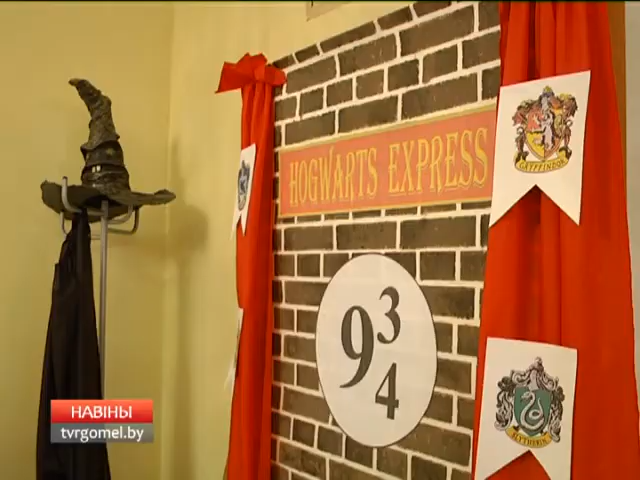 HOGWARTS EXPRESS
GRYFFINDOR
9 3/4
SLYTHERIN
НАВІНЫ
tvrgomel.by